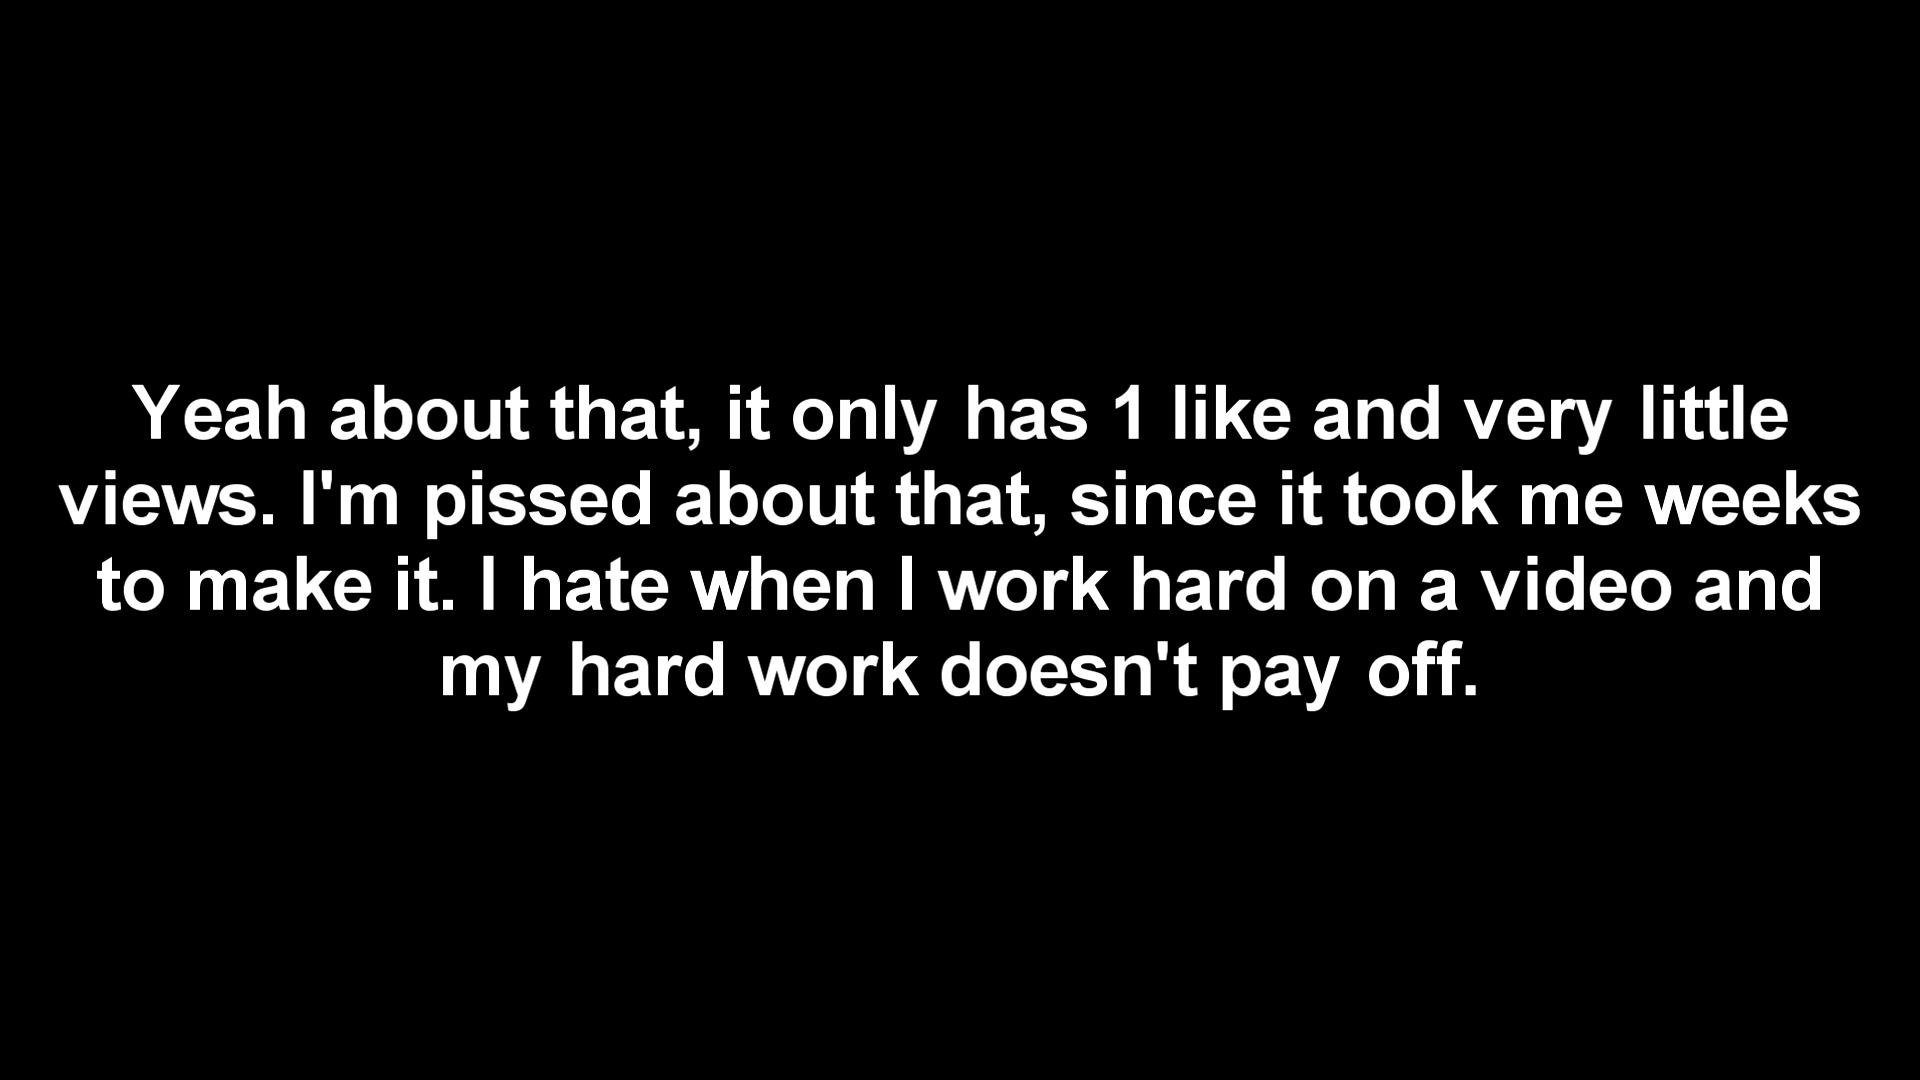 Yeah about that, it only has 1 like and very little
views. I'm pissed about that, since it took me weeks
to make it. I hate when I work hard on a video and
my hard work doesn't pay off.